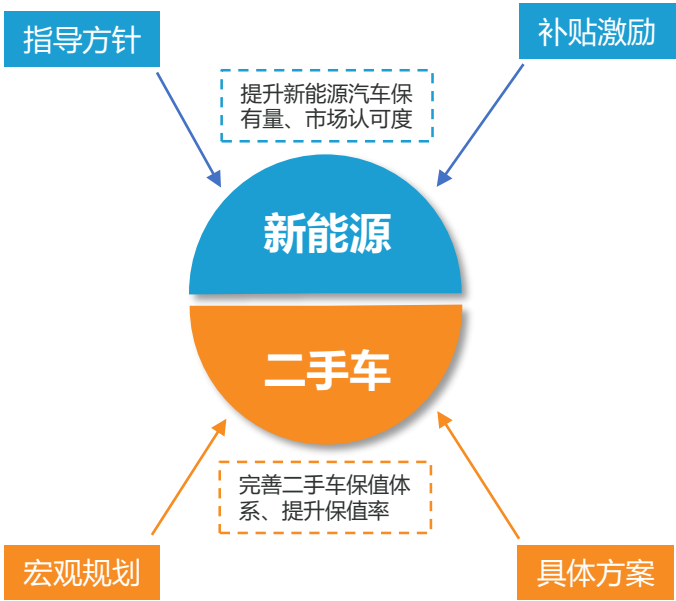 指导方针
补贴激励
提升新能源汽车保
有量、市场认可度
新能源
二手车
完善二手车保值体
系、提升保值率
宏观规划
具体方案